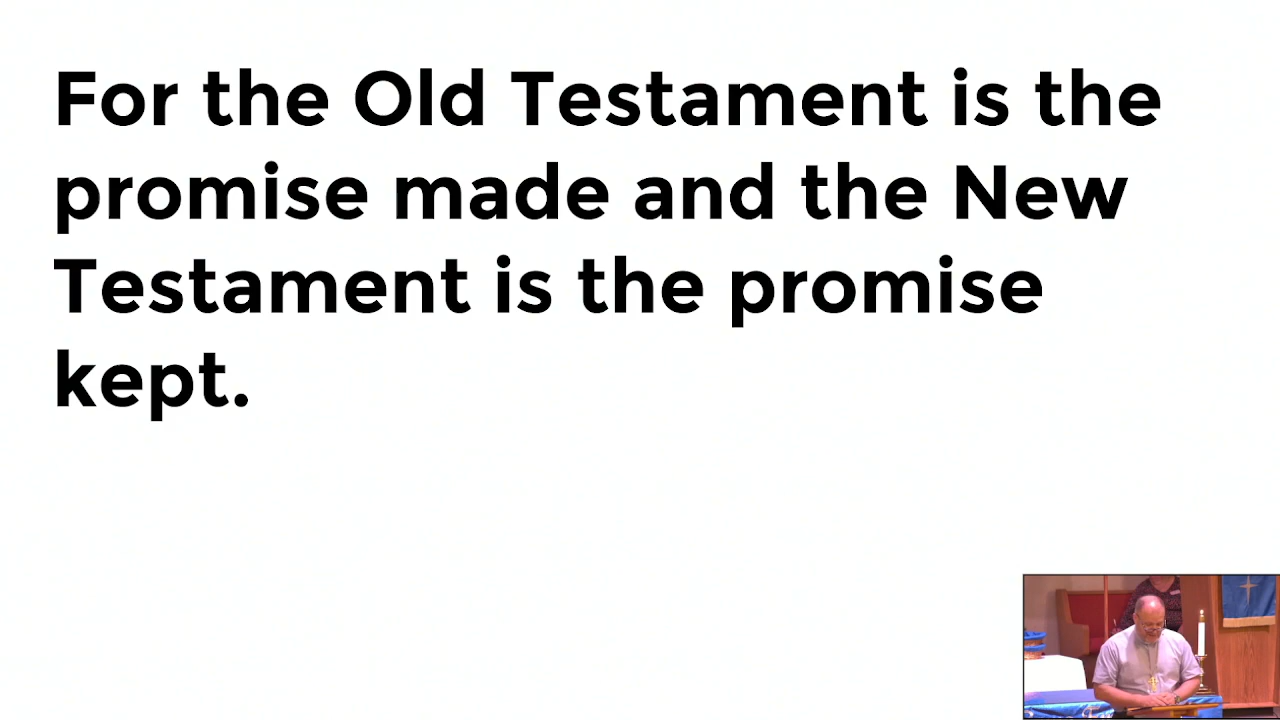 For the Old Testament is the
promise made and the New
Testament is the promise
kept.